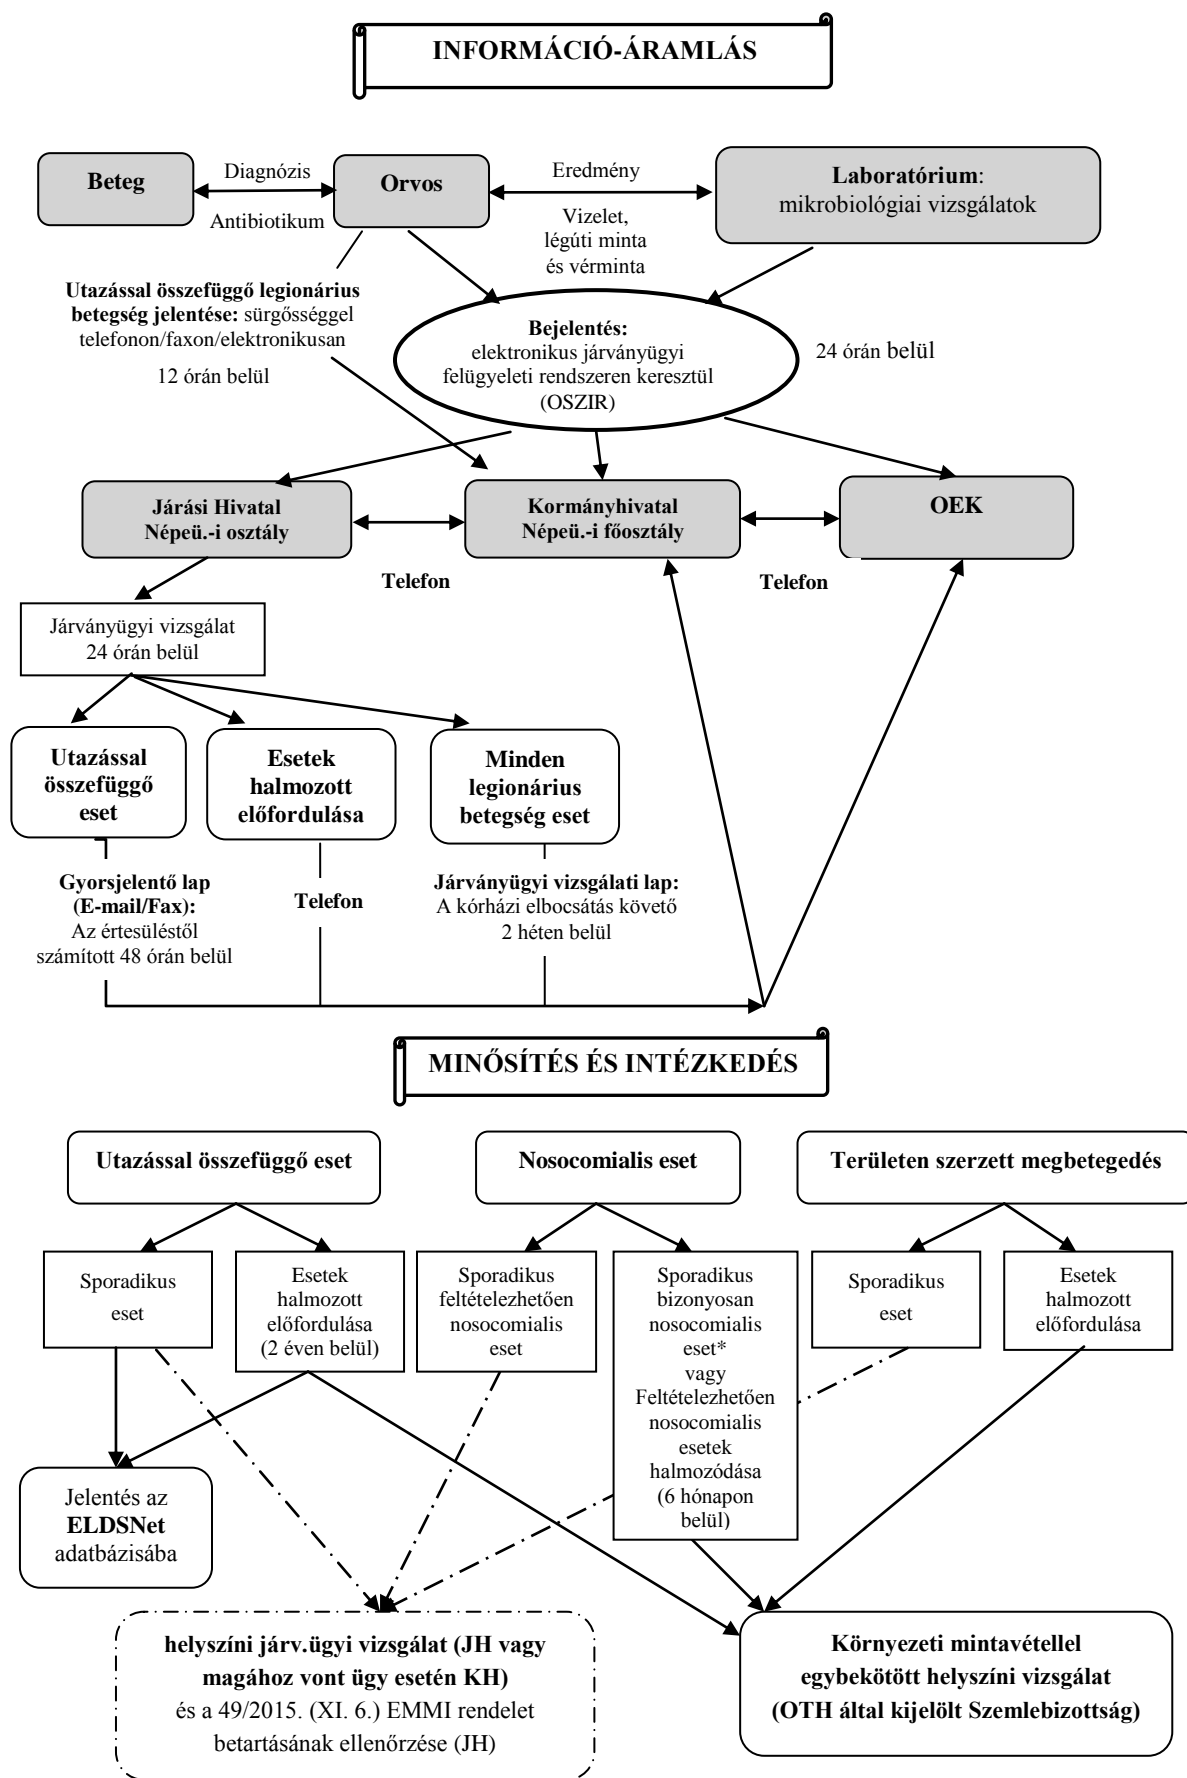 INFORMÁCIÓ-ÁRAMLÁS
Beteg
Diagnózis
Antibiotikum
Orvos
Eredmény
Vizelet,
légúti minta
és vérminta
Laboratórium:
mikrobiológiai vizsgálatok
Utazással összefüggő legionárius
betegség jelentése: sürgősséggel
telefonon/faxon/elektronikusan
12 órán belül
Bejelentés:
elektronikus járványügyi
felügyeleti rendszeren keresztül
(OSZIR)
24 órán belül
Járási Hivatal
Népeü.-i osztály
Kormányhivatal
Népeü.-i főosztály
OEK
Telefon
Telefon
Járványügyi vizsgálat
24 órán belül
Utazással
összefüggő
eset
Esetek
halmozott
előfordulása
Minden
legionárius
betegség eset
Gyorsjelentő lap
(E-mail/Fax):
Az értesüléstől
számított 48 órán belül
Telefon
Járványügyi vizsgálati lap:
A kórházi elbocsátás követő
2 héten belül
MINŐSÍTÉS ÉS INTÉZKEDÉS
Utazással összefüggő eset
Nosocomialis eset
Területen szerzett megbetegedés
Sporadikus
eset
Esetek
halmozott
előfordulása
(2 éven belül)
Sporadikus
feltételezhetően
nosocomialis
eset
Sporadikus
bizonyosan
nosocomialis
eset*
vagy
Feltételezhetően
nosocomialis
esetek
halmozódása
(6 hónapon
belül)
Sporadikus
eset
Esetek
halmozott
előfordulása
Jelentés az
ELDSNet
adatbázisába
helyszíni járv.ügyi vizsgálat (JH vagy
magához vont ügy esetén KH)
és a 49/2015. (XI. 6.) EMMI rendelet
betartásának ellenőrzése (JH)
Környezeti mintavétellel
egybekötött helyszíni vizsgálat
(OTH által kijelölt Szemlebizottság)